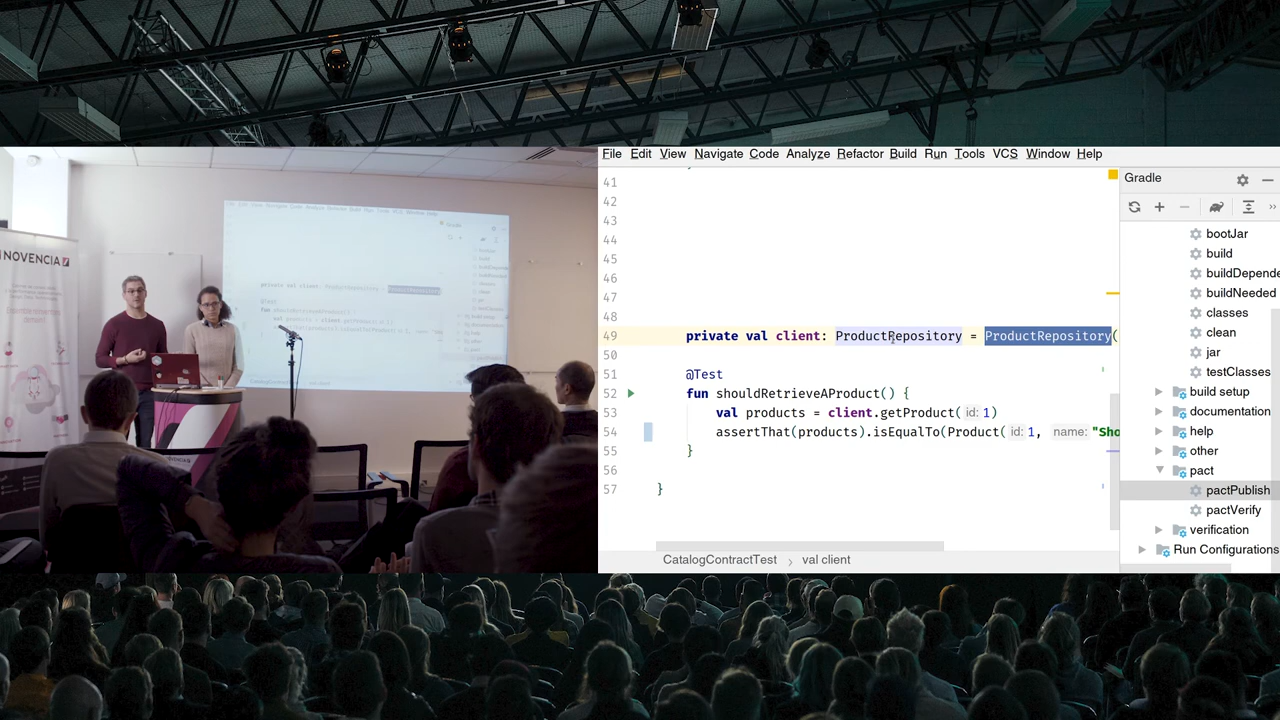 NOVENCIA
File Edit View Navigate Code Analyze Refactor Build Run Tools VCS Window Help
41
42
43
44
45
46
47
48
49 private val client: ProductRepository = ProductRepository(
50
51 @Test
52 fun shouldRetrieveAProduct() {
53 val products = client.getProduct( id: 1)
54 assertThat(products).isEqualTo(Product( id: 1, name: "Sho
55 }
56
57 }
CatalogContractTest › val client
Gradle
bootJar
build
buildDepende
buildNeeded
classes
clean
jar
testClasses
build setup
documentation
help
other
pact
pactPublish
pactVerify
verification
Run Configurations